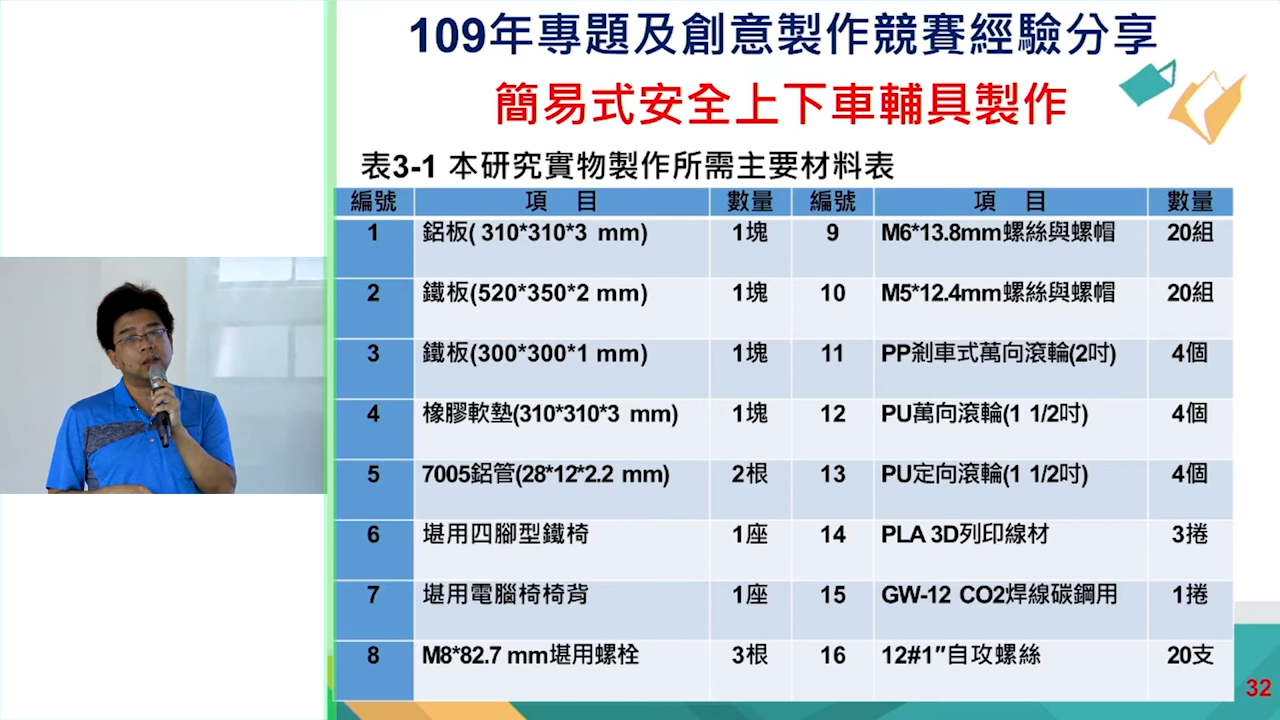 109年專題及創意製作競賽經驗分享
簡易式安全上下車輔具製作
表3-1 本研究實物製作所需主要材料表
編號 項 目 數量 編號 項 目 數量
1 鋁板( 310*310*3 mm) 1塊 9 M6*13.8mm螺絲與螺帽 20組
2 鐵板(520*350*2 mm) 1塊 10 M5*12.4mm螺絲與螺帽 20組
3 鐵板(300*300*1 mm) 1塊 11 PP剎車式萬向滾輪(2吋) 4個
4 橡膠軟墊(310*310*3 mm) 1塊 12 PU萬向滾輪(1 1/2吋) 4個
5 7005鋁管(28*12*2.2 mm) 2根 13 PU定向滾輪(1 1/2吋) 4個
6 堪用四腳型鐵椅 1座 14 PLA 3D列印線材 3捲
7 堪用電腦椅椅背 1座 15 GW-12 CO2焊線碳鋼用 1捲
8 M8*82.7 mm堪用螺栓 3根 16 12#1″自攻螺絲 20支
32